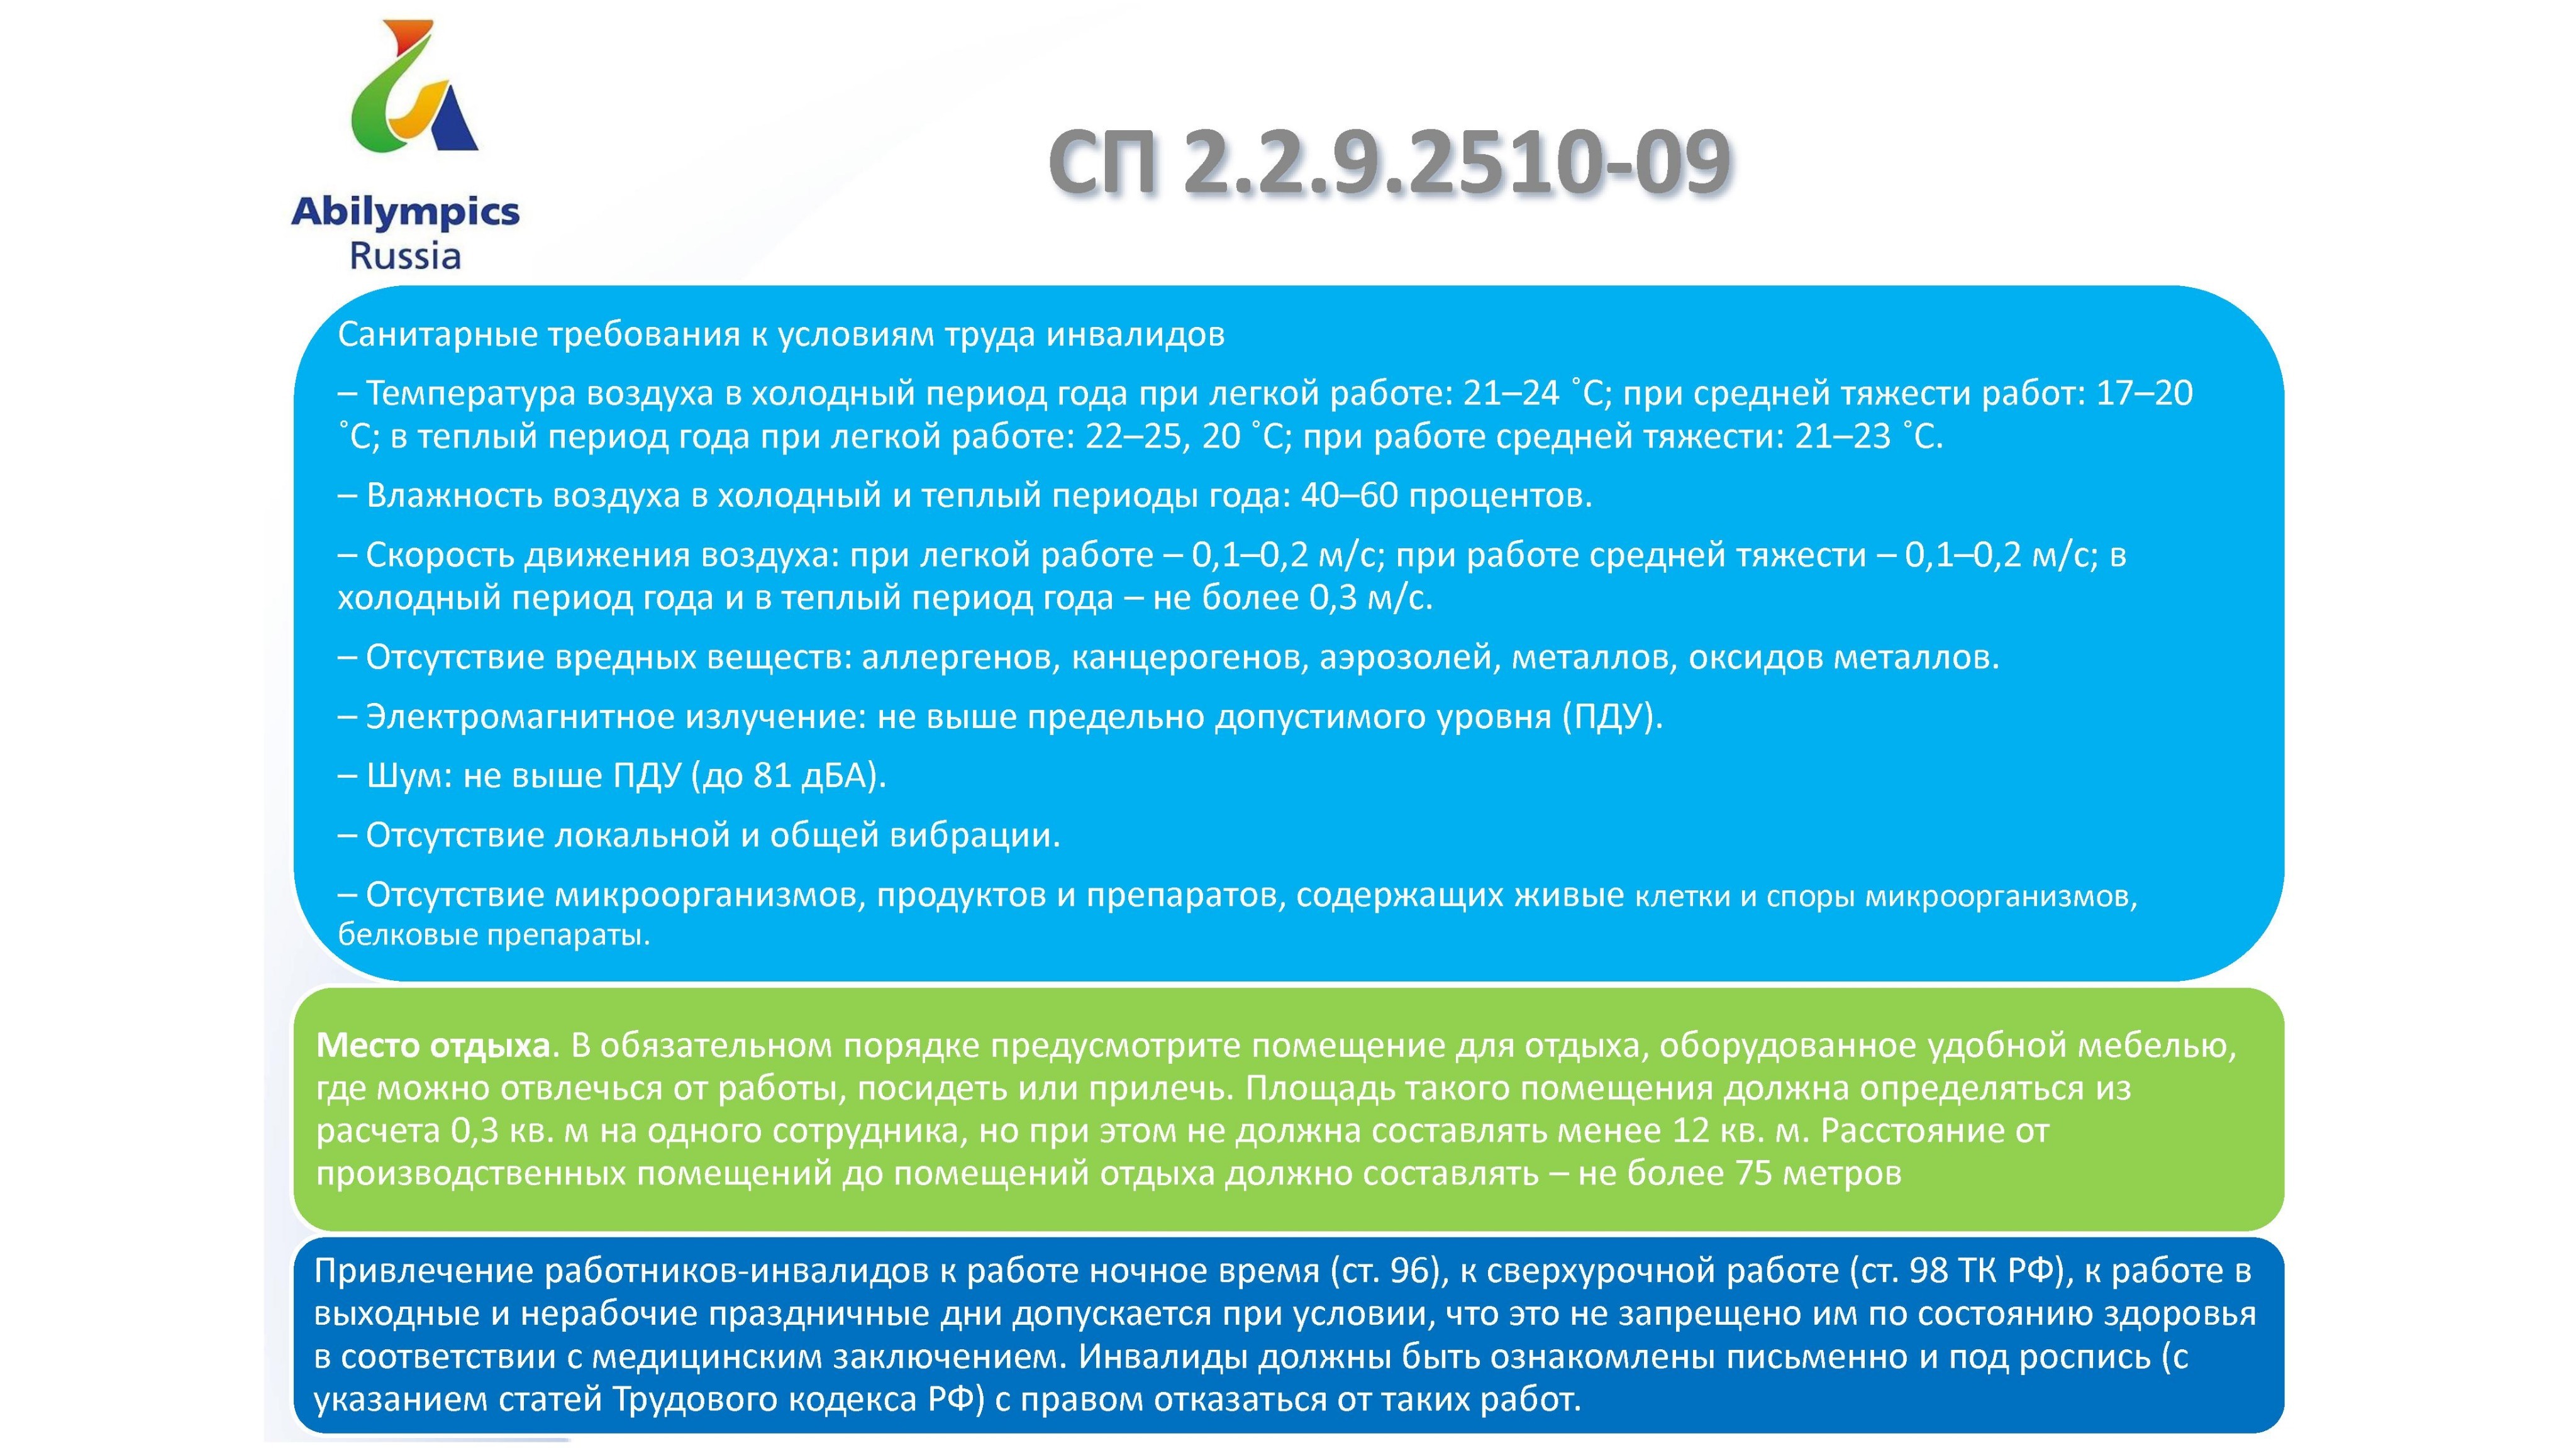 Abilympics
Russia
СП 2.2.9.2510-09
Санитарные требования к условиям труда инвалидов
– Температура воздуха в холодный период года при легкой работе: 21–24 ˚С; при средней тяжести работ: 17–20
˚С; в теплый период года при легкой работе: 22–25, 20 ˚С; при работе средней тяжести: 21–23 ˚С.
– Влажность воздуха в холодный и теплый периоды года: 40–60 процентов.
– Скорость движения воздуха: при легкой работе – 0,1–0,2 м/с; при работе средней тяжести – 0,1–0,2 м/с; в
холодный период года и в теплый период года – не более 0,3 м/с.
– Отсутствие вредных веществ: аллергенов, канцерогенов, аэрозолей, металлов, оксидов металлов.
– Электромагнитное излучение: не выше предельно допустимого уровня (ПДУ).
– Шум: не выше ПДУ (до 81 дБА).
– Отсутствие локальной и общей вибрации.
– Отсутствие микроорганизмов, продуктов и препаратов, содержащих живые клетки и споры микроорганизмов,
белковые препараты.
Место отдыха. В обязательном порядке предусмотрите помещение для отдыха, оборудованное удобной мебелью,
где можно отвлечься от работы, посидеть или прилечь. Площадь такого помещения должна определяться из
расчета 0,3 кв. м на одного сотрудника, но при этом не должна составлять менее 12 кв. м. Расстояние от
производственных помещений до помещений отдыха должно составлять – не более 75 метров
Привлечение работников-инвалидов к работе ночное время (ст. 96), к сверхурочной работе (ст. 98 ТК РФ), к работе в
выходные и нерабочие праздничные дни допускается при условии, что это не запрещено им по состоянию здоровья
в соответствии с медицинским заключением. Инвалиды должны быть ознакомлены письменно и под роспись (с
указанием статей Трудового кодекса РФ) с правом отказаться от таких работ.